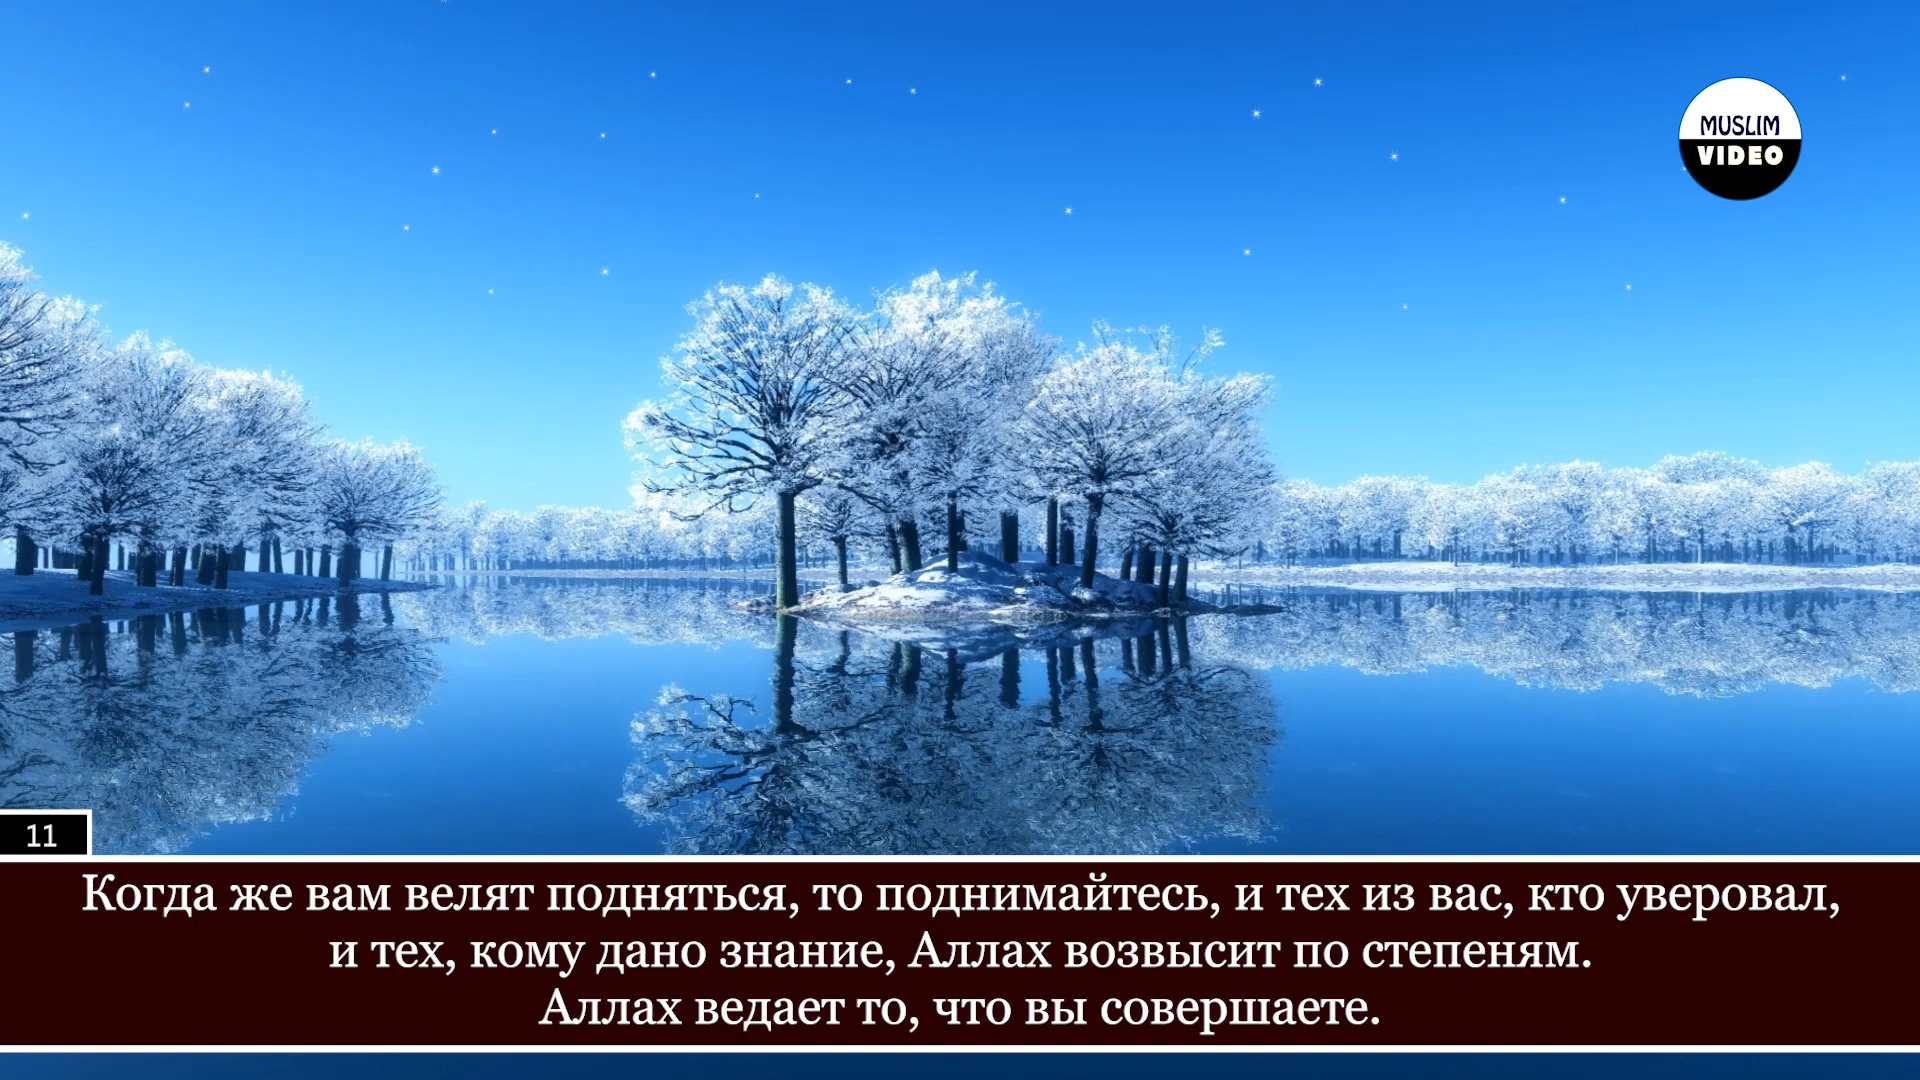 MUSLIM
VIDEO
11
Когда же вам велят подняться, то поднимайтесь, и тех из вас, кто уверовал,
и тех, кому дано знание, Аллах возвысит по степеням.
Аллах ведает то, что вы совершаете.